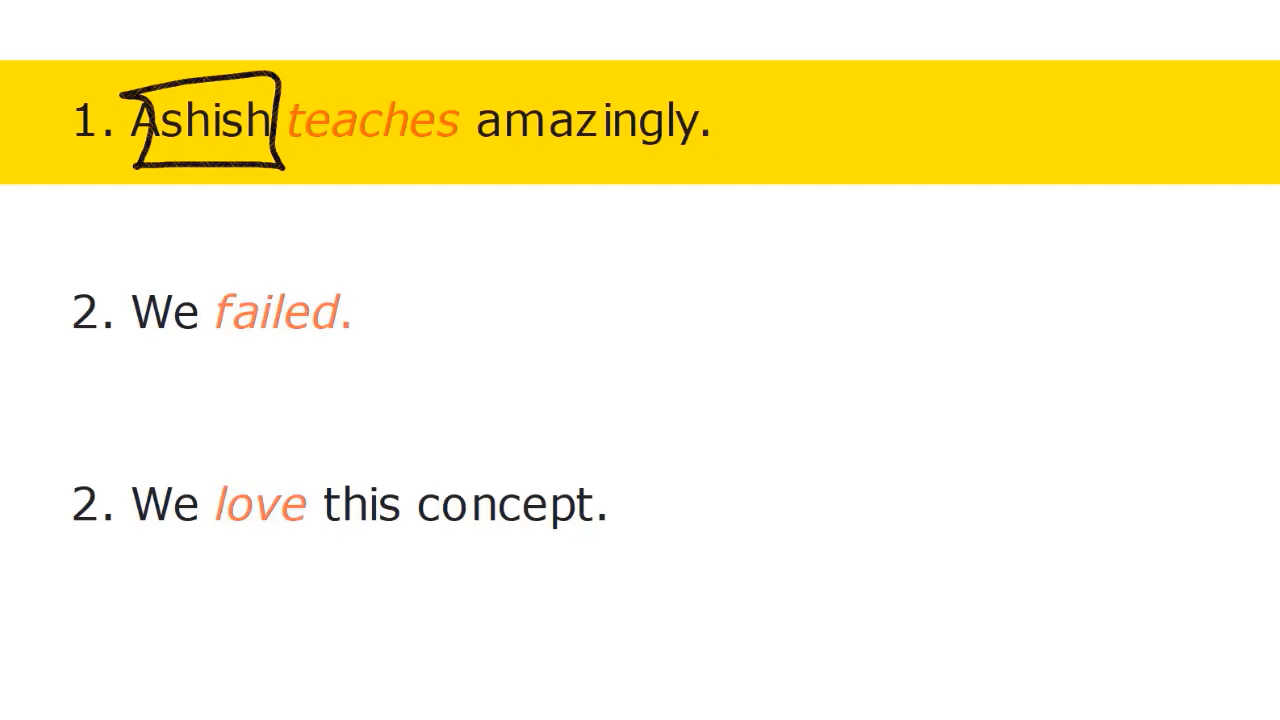 1. Ashish teaches amazingly.
2. We failed.
2. We love this concept.